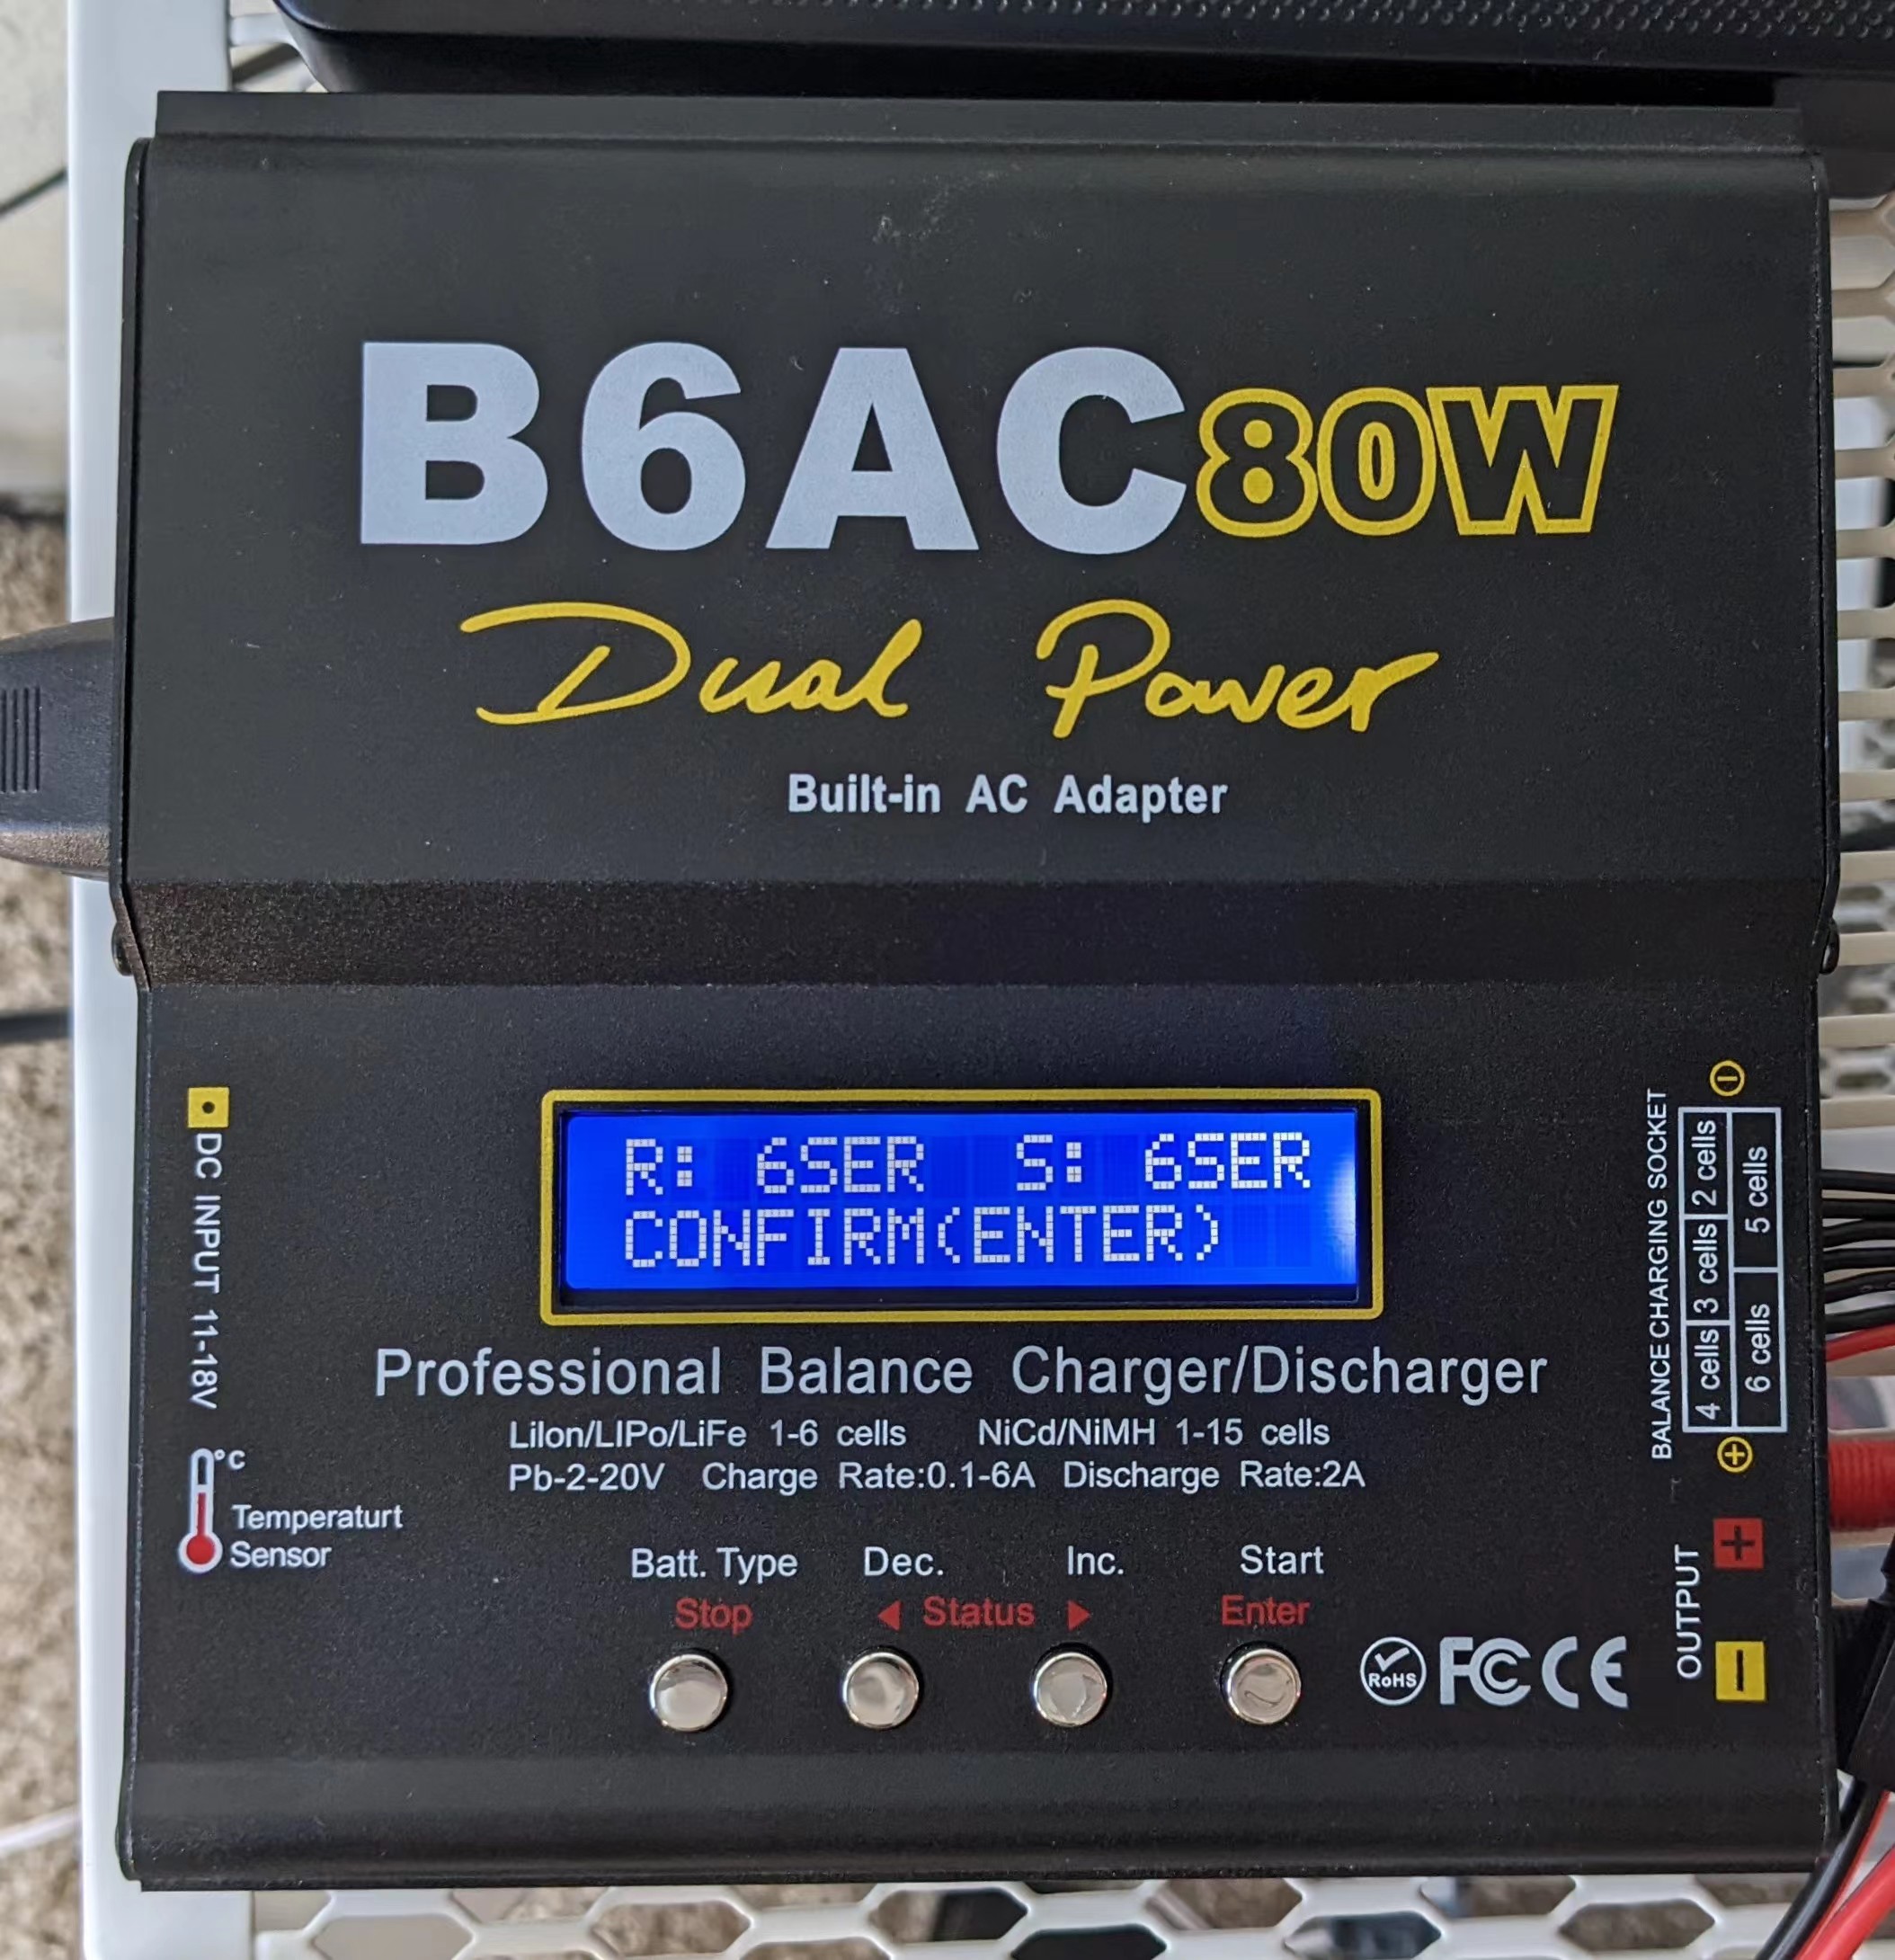 B6AC80W
Dual Power
Built-in AC Adapter
DC INPUT 11-18V
R: 6SER S: 6SER
CONFIRM(ENTER)
BALANCE CHARGING SOCKET
4 cells 3 cells 2 cells
6 cells 5 cells
Professional Balance Charger/Discharger
LiIon/LIPo/LiFe 1-6 cells NiCd/NiMH 1-15 cells
Pb-2-20V Charge Rate:0.1-6A Discharge Rate:2A
°C
Temperaturt
Sensor
Batt. Type Dec. Inc. Start
Stop Status Enter
RoHS FC CE
OUTPUT
+
-